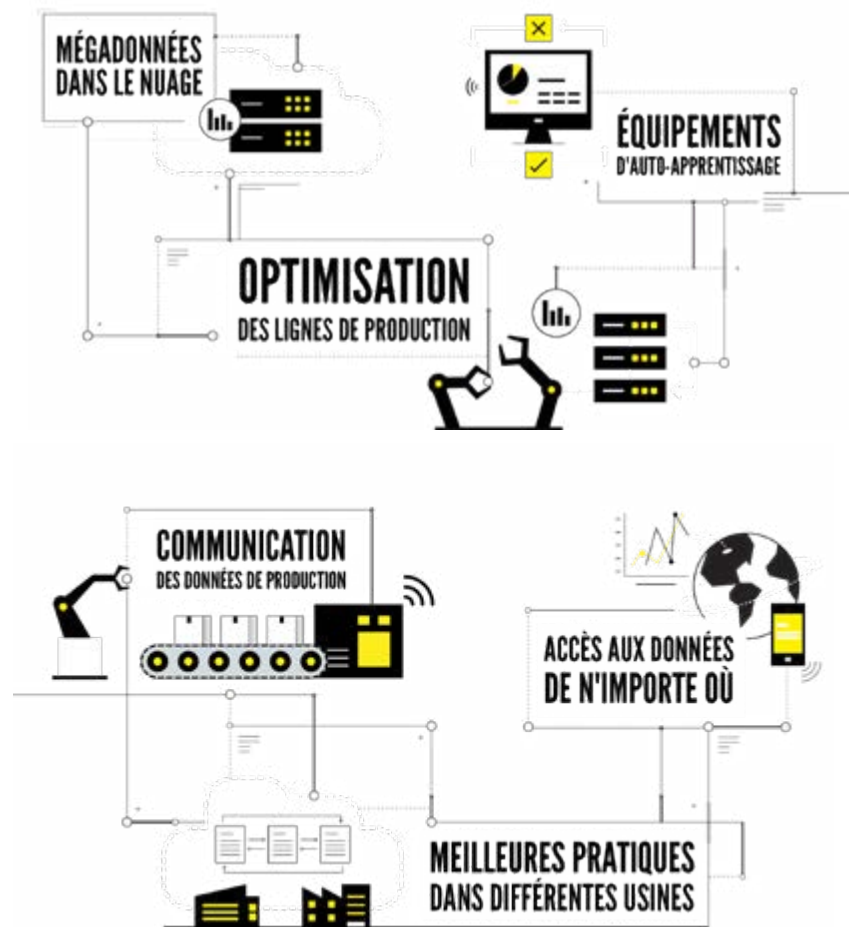 MÉGADONNÉES
DANS LE NUAGE
ÉQUIPEMENTS
D'AUTO-APPRENTISSAGE
OPTIMISATION
DES LIGNES DE PRODUCTION
COMMUNICATION
DES DONNÉES DE PRODUCTION
ACCÈS AUX DONNÉES
DE N'IMPORTE OÙ
MEILLEURES PRATIQUES
DANS DIFFÉRENTES USINES